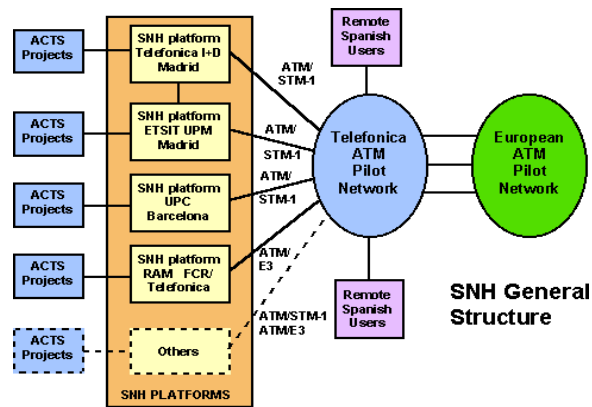 ACTS
Projects
SNH platform
Telefonica I+D
Madrid
ATM/
STM-1
Remote
Spanish
Users
ACTS
Projects
SNH platform
ETSIT UPM
Madrid
ATM/
STM-1
Telefonica
ATM
Pilot
Network
European
ATM
Pilot
Network
ACTS
Projects
SNH platform
UPC
Barcelona
ATM/
STM-1
ACTS
Projects
SNH platform
RAM FCR/
Telefonica
ATM/
E3
Remote
Spanish
Users
SNH General
Structure
ACTS
Projects
Others
ATM/STM-1
ATM/E3
SNH PLATFORMS